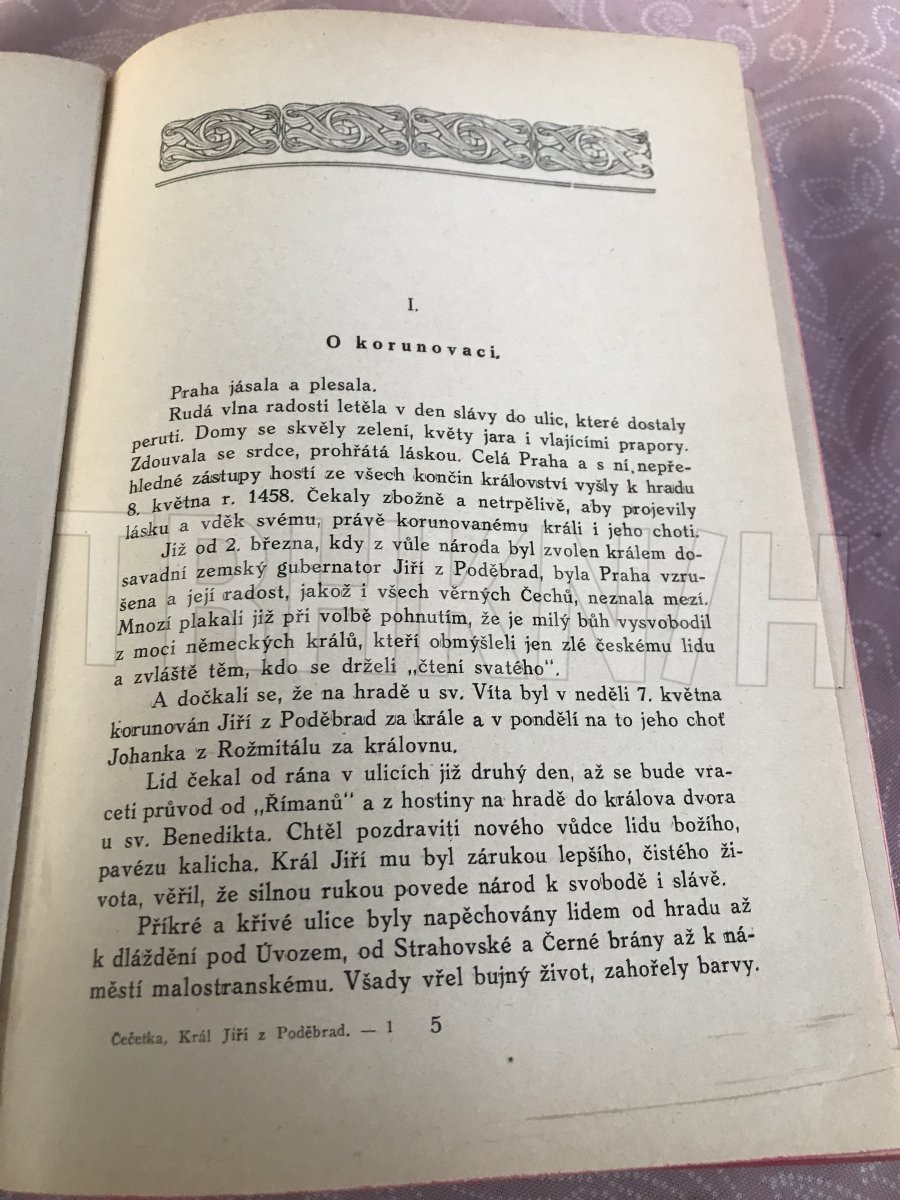 I.
O korunovaci.
Praha jásala a plesala.
Rudá vlna radosti letěla v den slávy do ulic, které dostaly
peruti. Domy se skvěly zelení, květy jara i vlajícími prapory.
Zdouvala se srdce, prohřátá láskou. Celá Praha a s ní nepře-
hledné zástupy hostí ze všech končin království vyšly k hradu
8. května r. 1458. Čekaly zbožně a netrpělivě, aby projevily
lásku a vděk svému, právě korunovanému králi i jeho choti.
Již od 2. března, kdy z vůle národa byl zvolen králem do-
savadní zemský gubernator Jiří z Poděbrad, byla Praha vzru-
šena a její radost, jakož i všech věrných Čechů, neznala mezí.
Mnozí plakali již při volbě pohnutím, že je milý bůh vysvobodil
z moci německých králů, kteří obmýšleli jen zlé českému lidu
a zvláště těm, kdo se drželi „čtení svatého“.
A dočkali se, že na hradě u sv. Víta byl v neděli 7. května
korunován Jiří z Poděbrad za krále a v pondělí na to jeho choť
Johanka z Rožmitálu za královnu.
Lid čekal od rána v ulicích již druhý den, až se bude vra-
ceti průvod od „Římanů“ a z hostiny na hradě do králova dvora
u sv. Benedikta. Chtěl pozdraviti nového vůdce lidu božího,
pavézu kalicha. Král Jiří mu byl zárukou lepšího, čistého ži-
vota, věřil, že silnou rukou povede národ k svobodě i slávě.
Příkré a křivé ulice byly napěchovány lidem od hradu až
k dláždění pod Úvozem, od Strahovské a Černé brány až k ná-
městí malostranskému. Všady vřel bujný život, zahořely barvy.
Čečetka, Král Jiří z Poděbrad. — 1 5